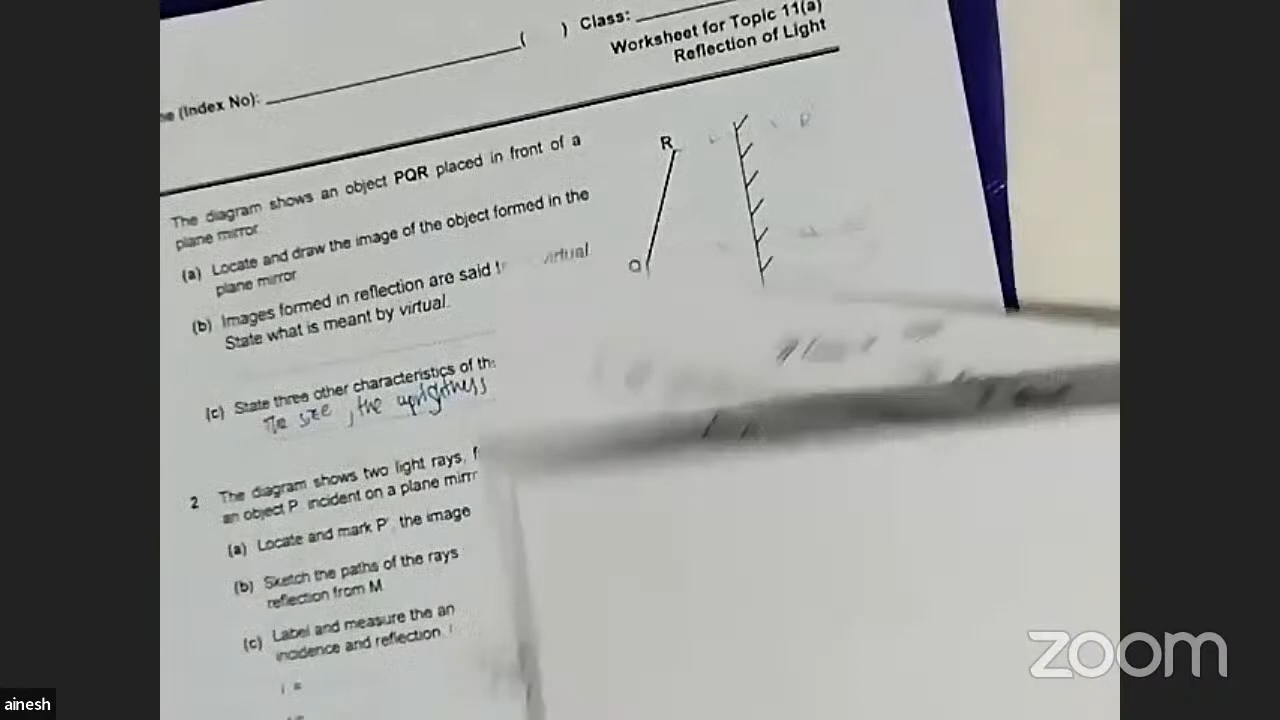 ( ) Class:
Worksheet for Topic 11(a)
Reflection of Light
(Index No):
The diagram shows an object PQR placed in front of a
plane mirror
(a) Locate and draw the image of the object formed in the
plane mirror
(b) Images formed in reflection are said virtual
State what is meant by virtual.
(c) State three other characteristics of
The size, the uprightness
R
Q
2 The diagram shows two light rays,
an object P incident on a plane
(a) Locate and mark P', the image
(b) Sketch the paths of the rays
reflection from M
(c) Label and measure the an
incidence and reflection
i =
zoom
ainesh